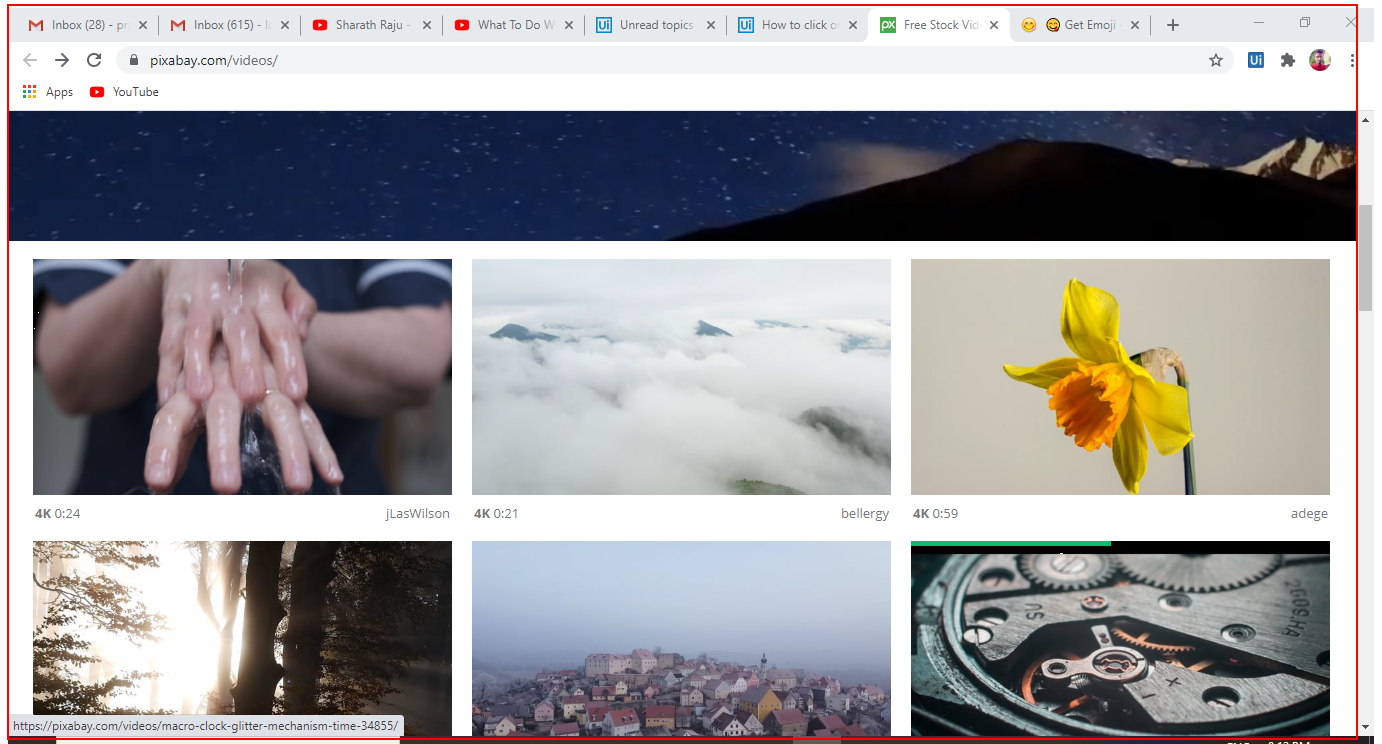 Inbox (28) - pr
Inbox (615) - Ic
Sharath Raju -
What To Do W
Unread topics
How to click o
Free Stock Vid
Get Emoji
pixabay.com/videos/
Ui
Apps
YouTube
4K 0:24
jLasWilson
4K 0:21
bellergy
4K 0:59
adege
https://pixabay.com/videos/macro-clock-glitter-mechanism-time-34855/